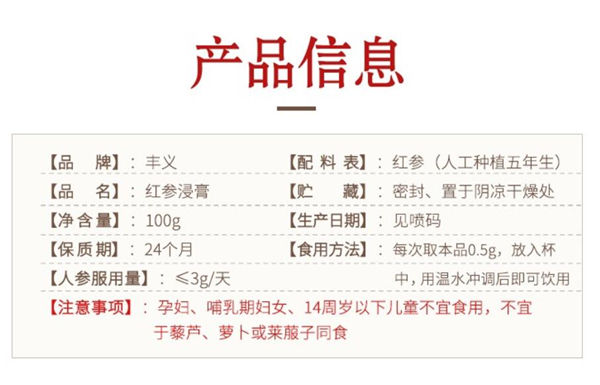 产品信息
【品 牌】：丰义 【配 料 表】：红参（人工种植五年生）
【品 名】：红参浸膏 【贮 藏】：密封、置于阴凉干燥处
【净含量】：100g 【生产日期】：见喷码
【保质期】：24个月 【食用方法】：每次取本品0.5g，放入杯
【人参服用量】：≤3g/天 中，用温水冲调后即可饮用
【注意事项】：孕妇、哺乳期妇女、14周岁以下儿童不宜食用，不宜
于藜芦、萝卜或莱菔子同食